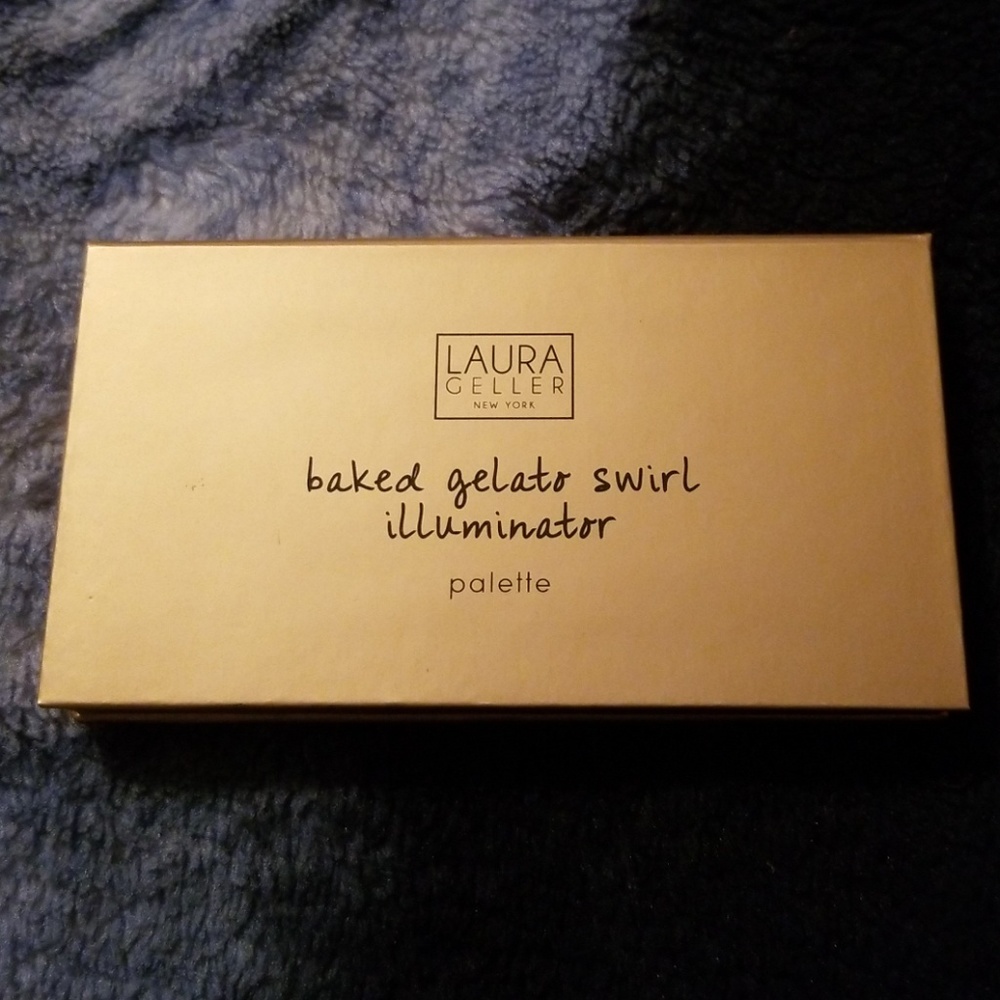 LAURA
GELLER
NEW YORK
baked gelato swirl
illuminator
palette